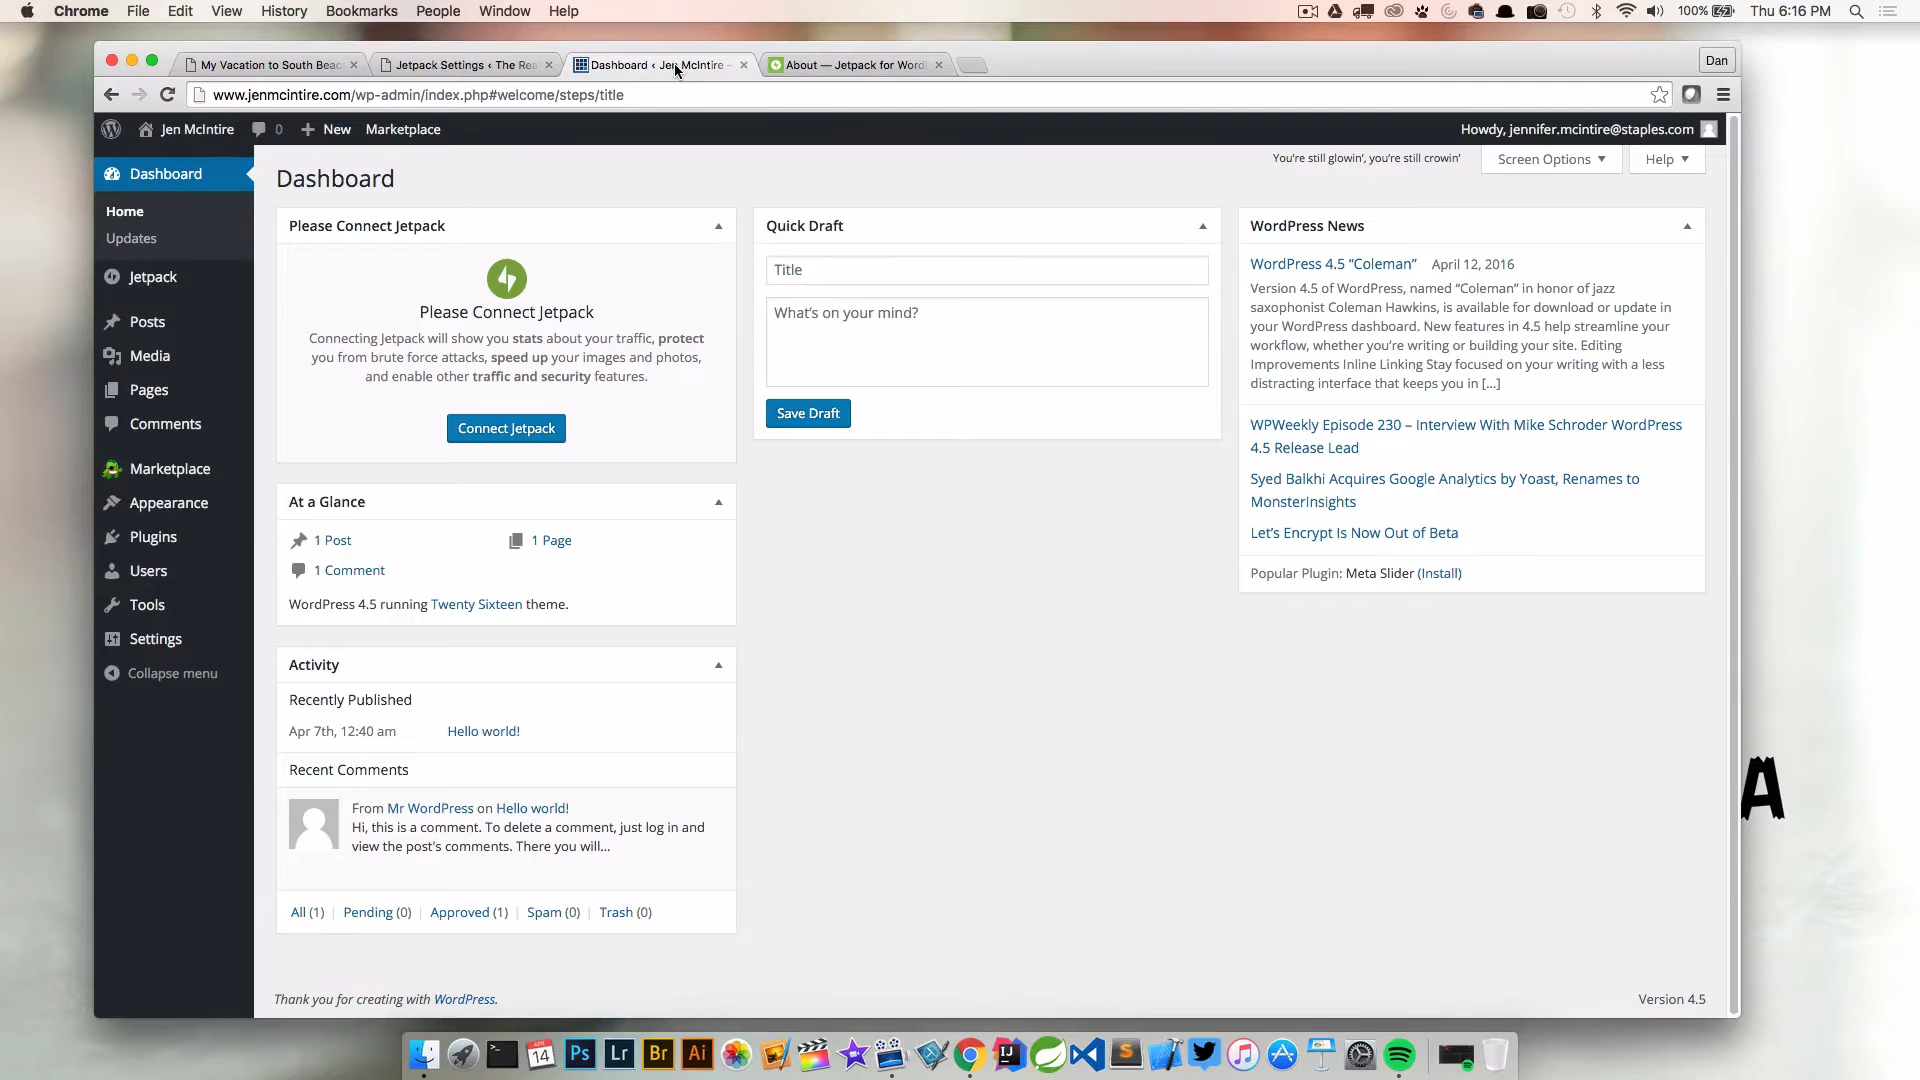 Chrome File Edit View History Bookmarks People Window Help 100% Thu 6:16 PM
My Vacation to South Beac Jetpack Settings ‹ The Rea Dashboard ‹ Jen McIntire – About — Jetpack for Word Dan
www.jenmcintire.com/wp-admin/index.php#welcome/steps/title
Jen McIntire 0 New Marketplace Howdy, jennifer.mcintire@staples.com
You're still glowin', you're still crowin' Screen Options Help
Dashboard
Home
Updates
Jetpack
Posts
Media
Pages
Comments
Marketplace
Appearance
Plugins
Users
Tools
Settings
Collapse menu
Dashboard
Please Connect Jetpack
Please Connect Jetpack
Connecting Jetpack will show you stats about your traffic, protect
you from brute force attacks, speed up your images and photos,
and enable other traffic and security features.
Connect Jetpack
At a Glance
1 Post 1 Page
1 Comment
WordPress 4.5 running Twenty Sixteen theme.
Activity
Recently Published
Apr 7th, 12:40 am Hello world!
Recent Comments
From Mr WordPress on Hello world!
Hi, this is a comment. To delete a comment, just log in and
view the post's comments. There you will...
All (1) | Pending (0) | Approved (1) | Spam (0) | Trash (0)
Quick Draft
Title
What's on your mind?
Save Draft
WordPress News
WordPress 4.5 “Coleman” April 12, 2016
Version 4.5 of WordPress, named “Coleman” in honor of jazz
saxophonist Coleman Hawkins, is available for download or update in
your WordPress dashboard. New features in 4.5 help streamline your
workflow, whether you're writing or building your site. Editing
Improvements Inline Linking Stay focused on your writing with a less
distracting interface that keeps you in [...]
WPWeekly Episode 230 – Interview With Mike Schroder WordPress
4.5 Release Lead
Syed Balkhi Acquires Google Analytics by Yoast, Renames to
MonsterInsights
Let's Encrypt Is Now Out of Beta
Popular Plugin: Meta Slider (Install)
A
Thank you for creating with WordPress. Version 4.5
APR
14 Ps Lr Br Ai IJ S